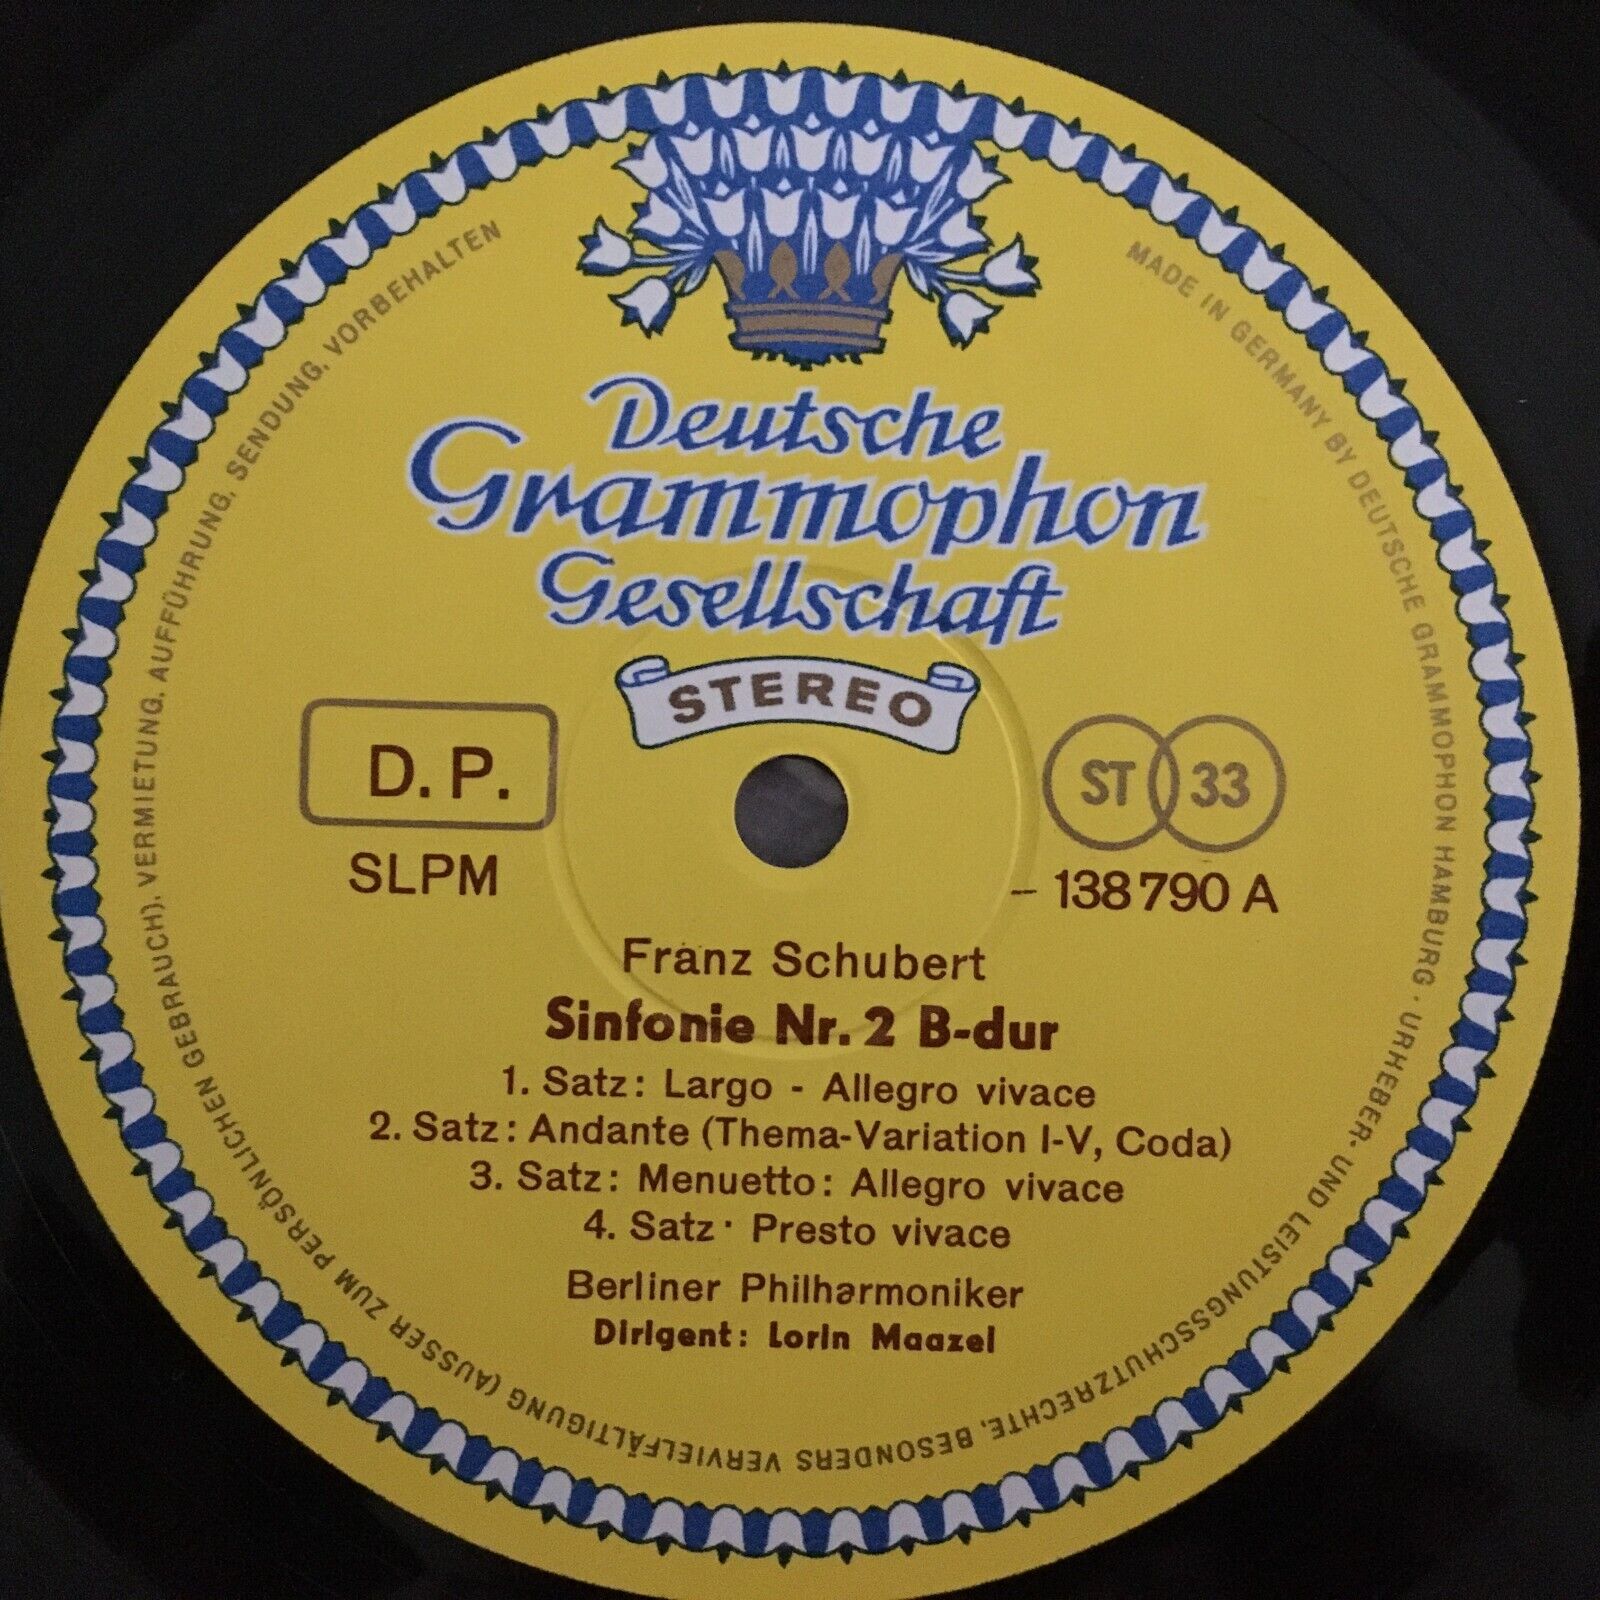 Deutsche
Grammophon
Gesellschaft
STEREO
D. P.
ST 33
SLPM
– 138 790 A
Franz Schubert
Sinfonie Nr. 2 B-dur
1. Satz: Largo - Allegro vivace
2. Satz: Andante (Thema-Variation I-V, Coda)
3. Satz: Menuetto: Allegro vivace
4. Satz · Presto vivace
Berliner Philharmoniker
Dirigent: Lorin Maazel
MADE IN GERMANY BY DEUTSCHE GRAMMOPHON HAMBURG · URHEBER- UND LEISTUNGSSCHUTZRECHTE, BESONDERS VERVIELFÄLTIGUNG (AUSSER ZUM PERSÖNLICHEN GEBRAUCH), VERMIETUNG, AUFFÜHRUNG, SENDUNG, VORBEHALTEN